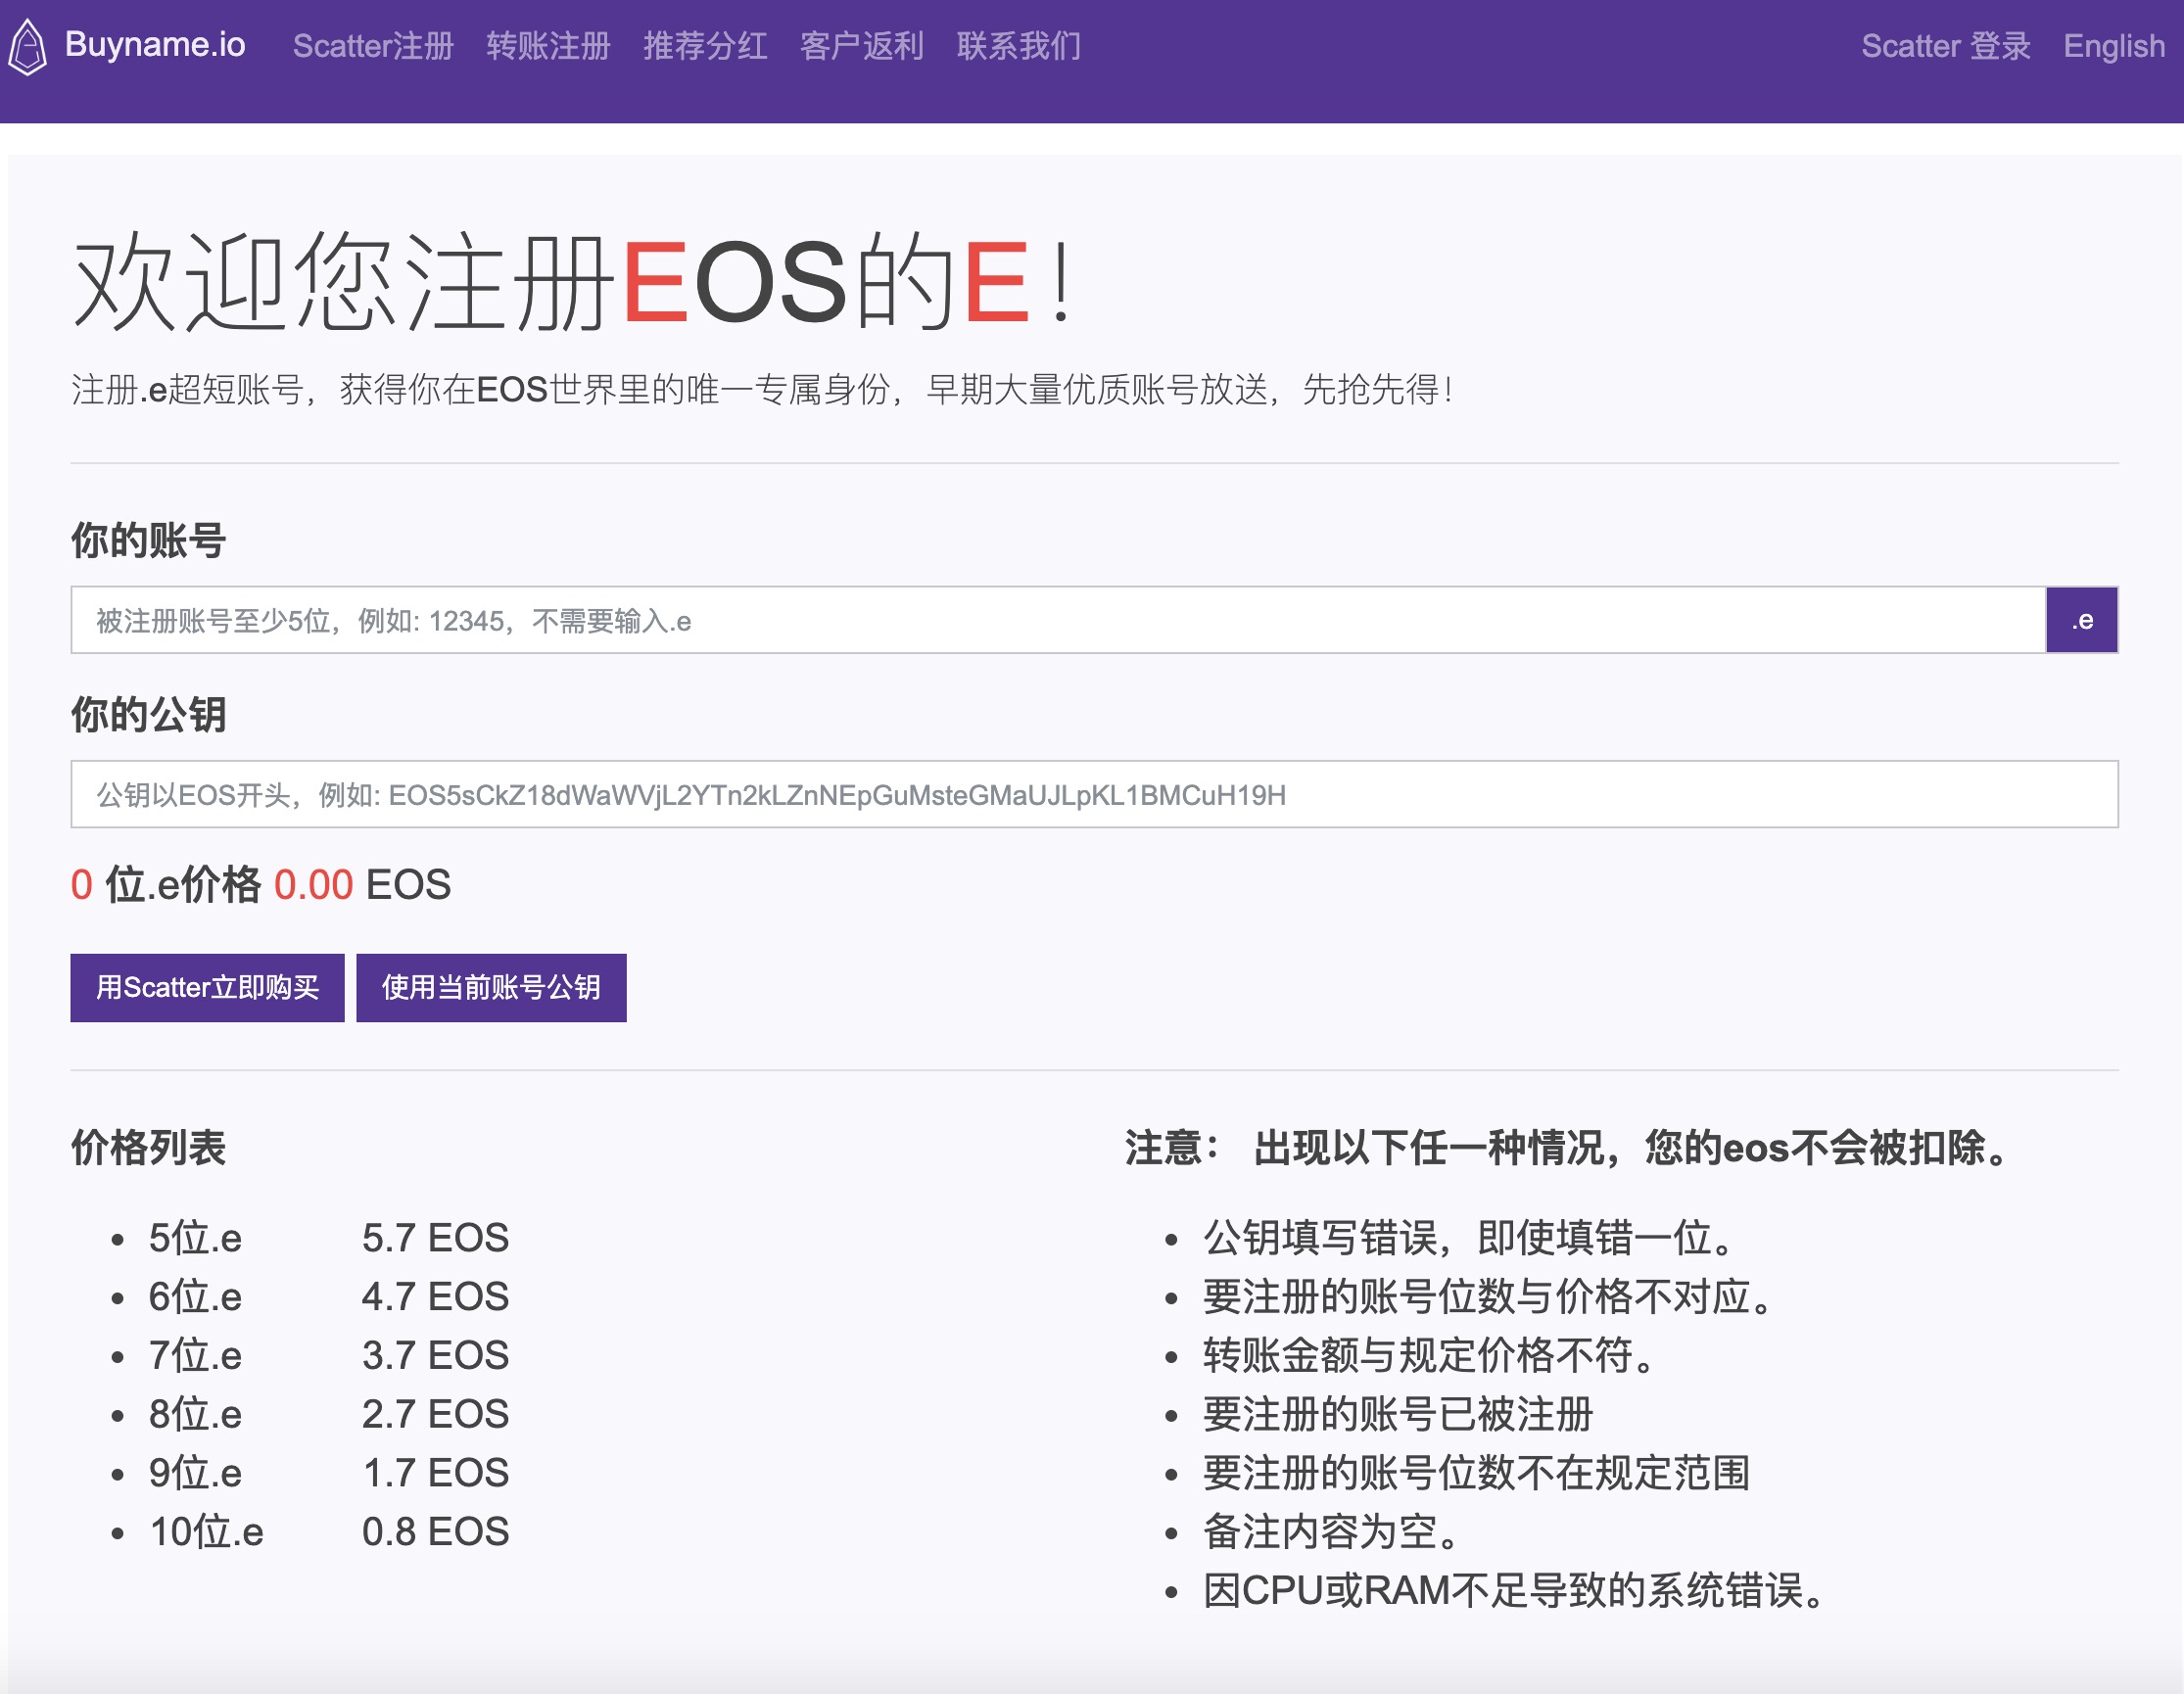 Buyname.io Scatter注册 转账注册 推荐分红 客户返利 联系我们 Scatter 登录 English
欢迎您注册EOS的E！
注册.e超短账号，获得你在EOS世界里的唯一专属身份，早期大量优质账号放送，先抢先得！
你的账号
被注册账号至少5位，例如: 12345，不需要输入.e .e
你的公钥
公钥以EOS开头，例如: EOS5sCkZ18dWaWVjL2YTn2kLZnNEpGuMsteGMaUJLpKL1BMCuH19H
0 位.e价格 0.00 EOS
用Scatter立即购买 使用当前账号公钥
价格列表
5位.e 5.7 EOS
6位.e 4.7 EOS
7位.e 3.7 EOS
8位.e 2.7 EOS
9位.e 1.7 EOS
10位.e 0.8 EOS
注意： 出现以下任一种情况，您的eos不会被扣除。
公钥填写错误，即使填错一位。
要注册的账号位数与价格不对应。
转账金额与规定价格不符。
要注册的账号已被注册
要注册的账号位数不在规定范围
备注内容为空。
因CPU或RAM不足导致的系统错误。